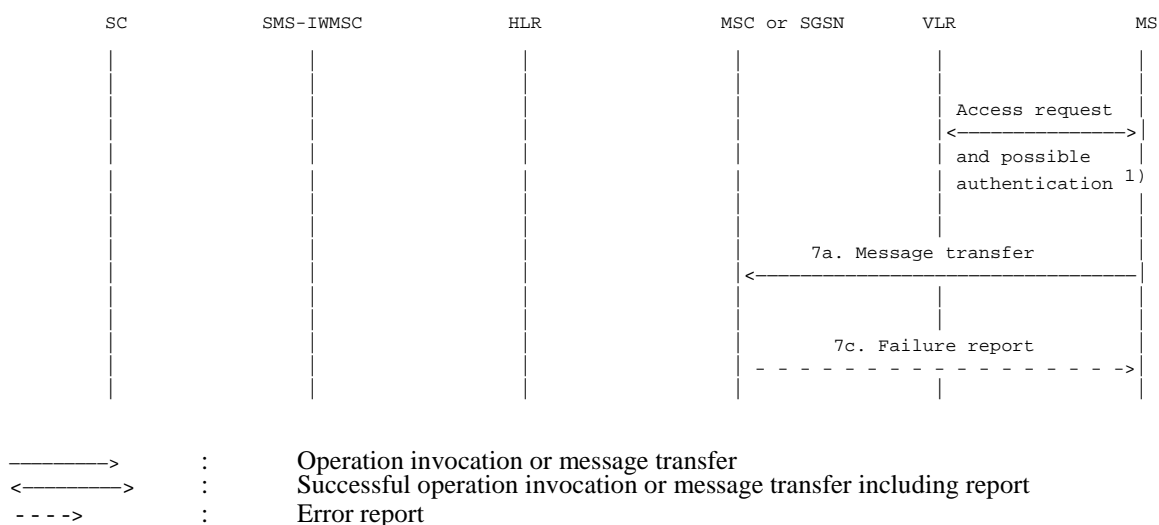 SC SMS-IWMSC HLR MSC or SGSN VLR MS
Access request
and possible
authentication 1)
7a. Message transfer
7c. Failure report
: Operation invocation or message transfer
: Successful operation invocation or message transfer including report
: Error report